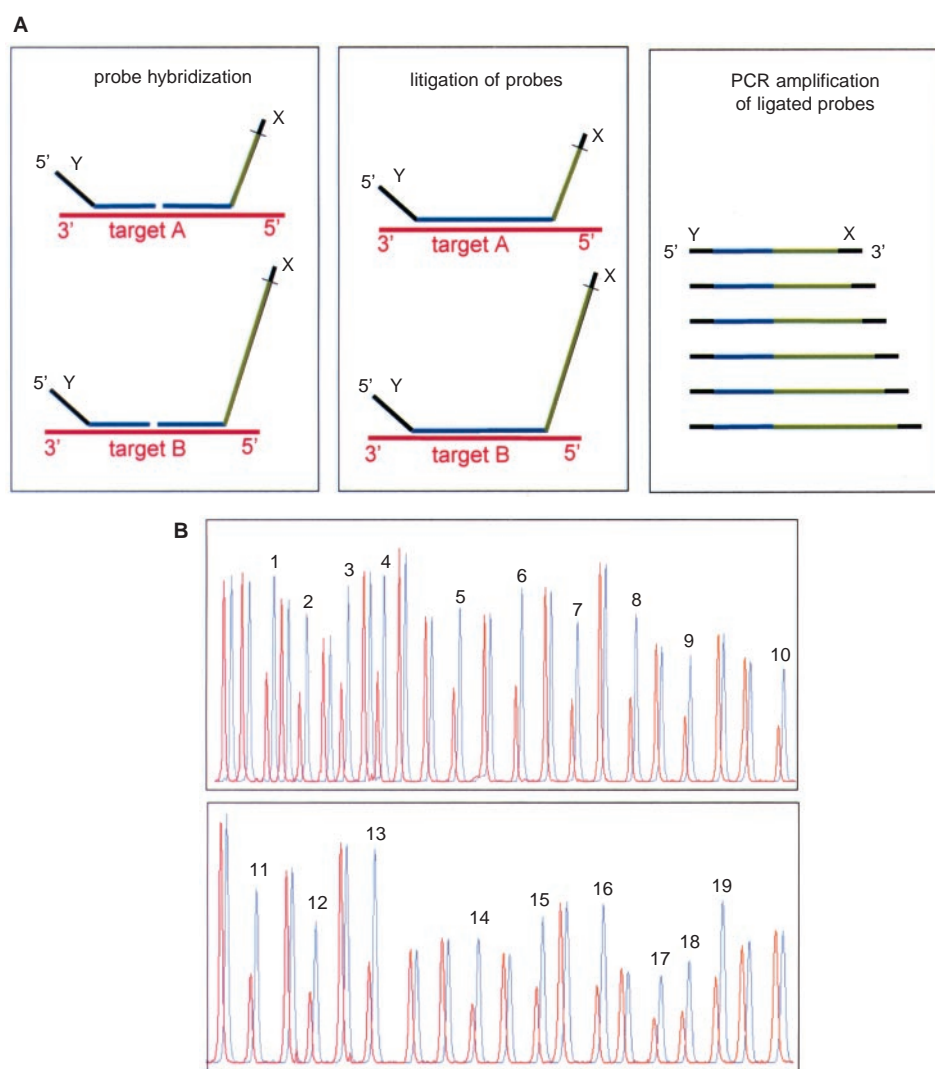 A
probe hybridization
X
5’ Y
3’ target A 5’
X
5’ Y
3’ target B 5’
litigation of probes
X
5’ Y
3’ target A 5’
X
5’ Y
3’ target B 5’
PCR amplification
of ligated probes
Y X
5’ 3’
B
1 2 3 4 5 6 7 8 9 10
11 12 13 14 15 16 17 18 19